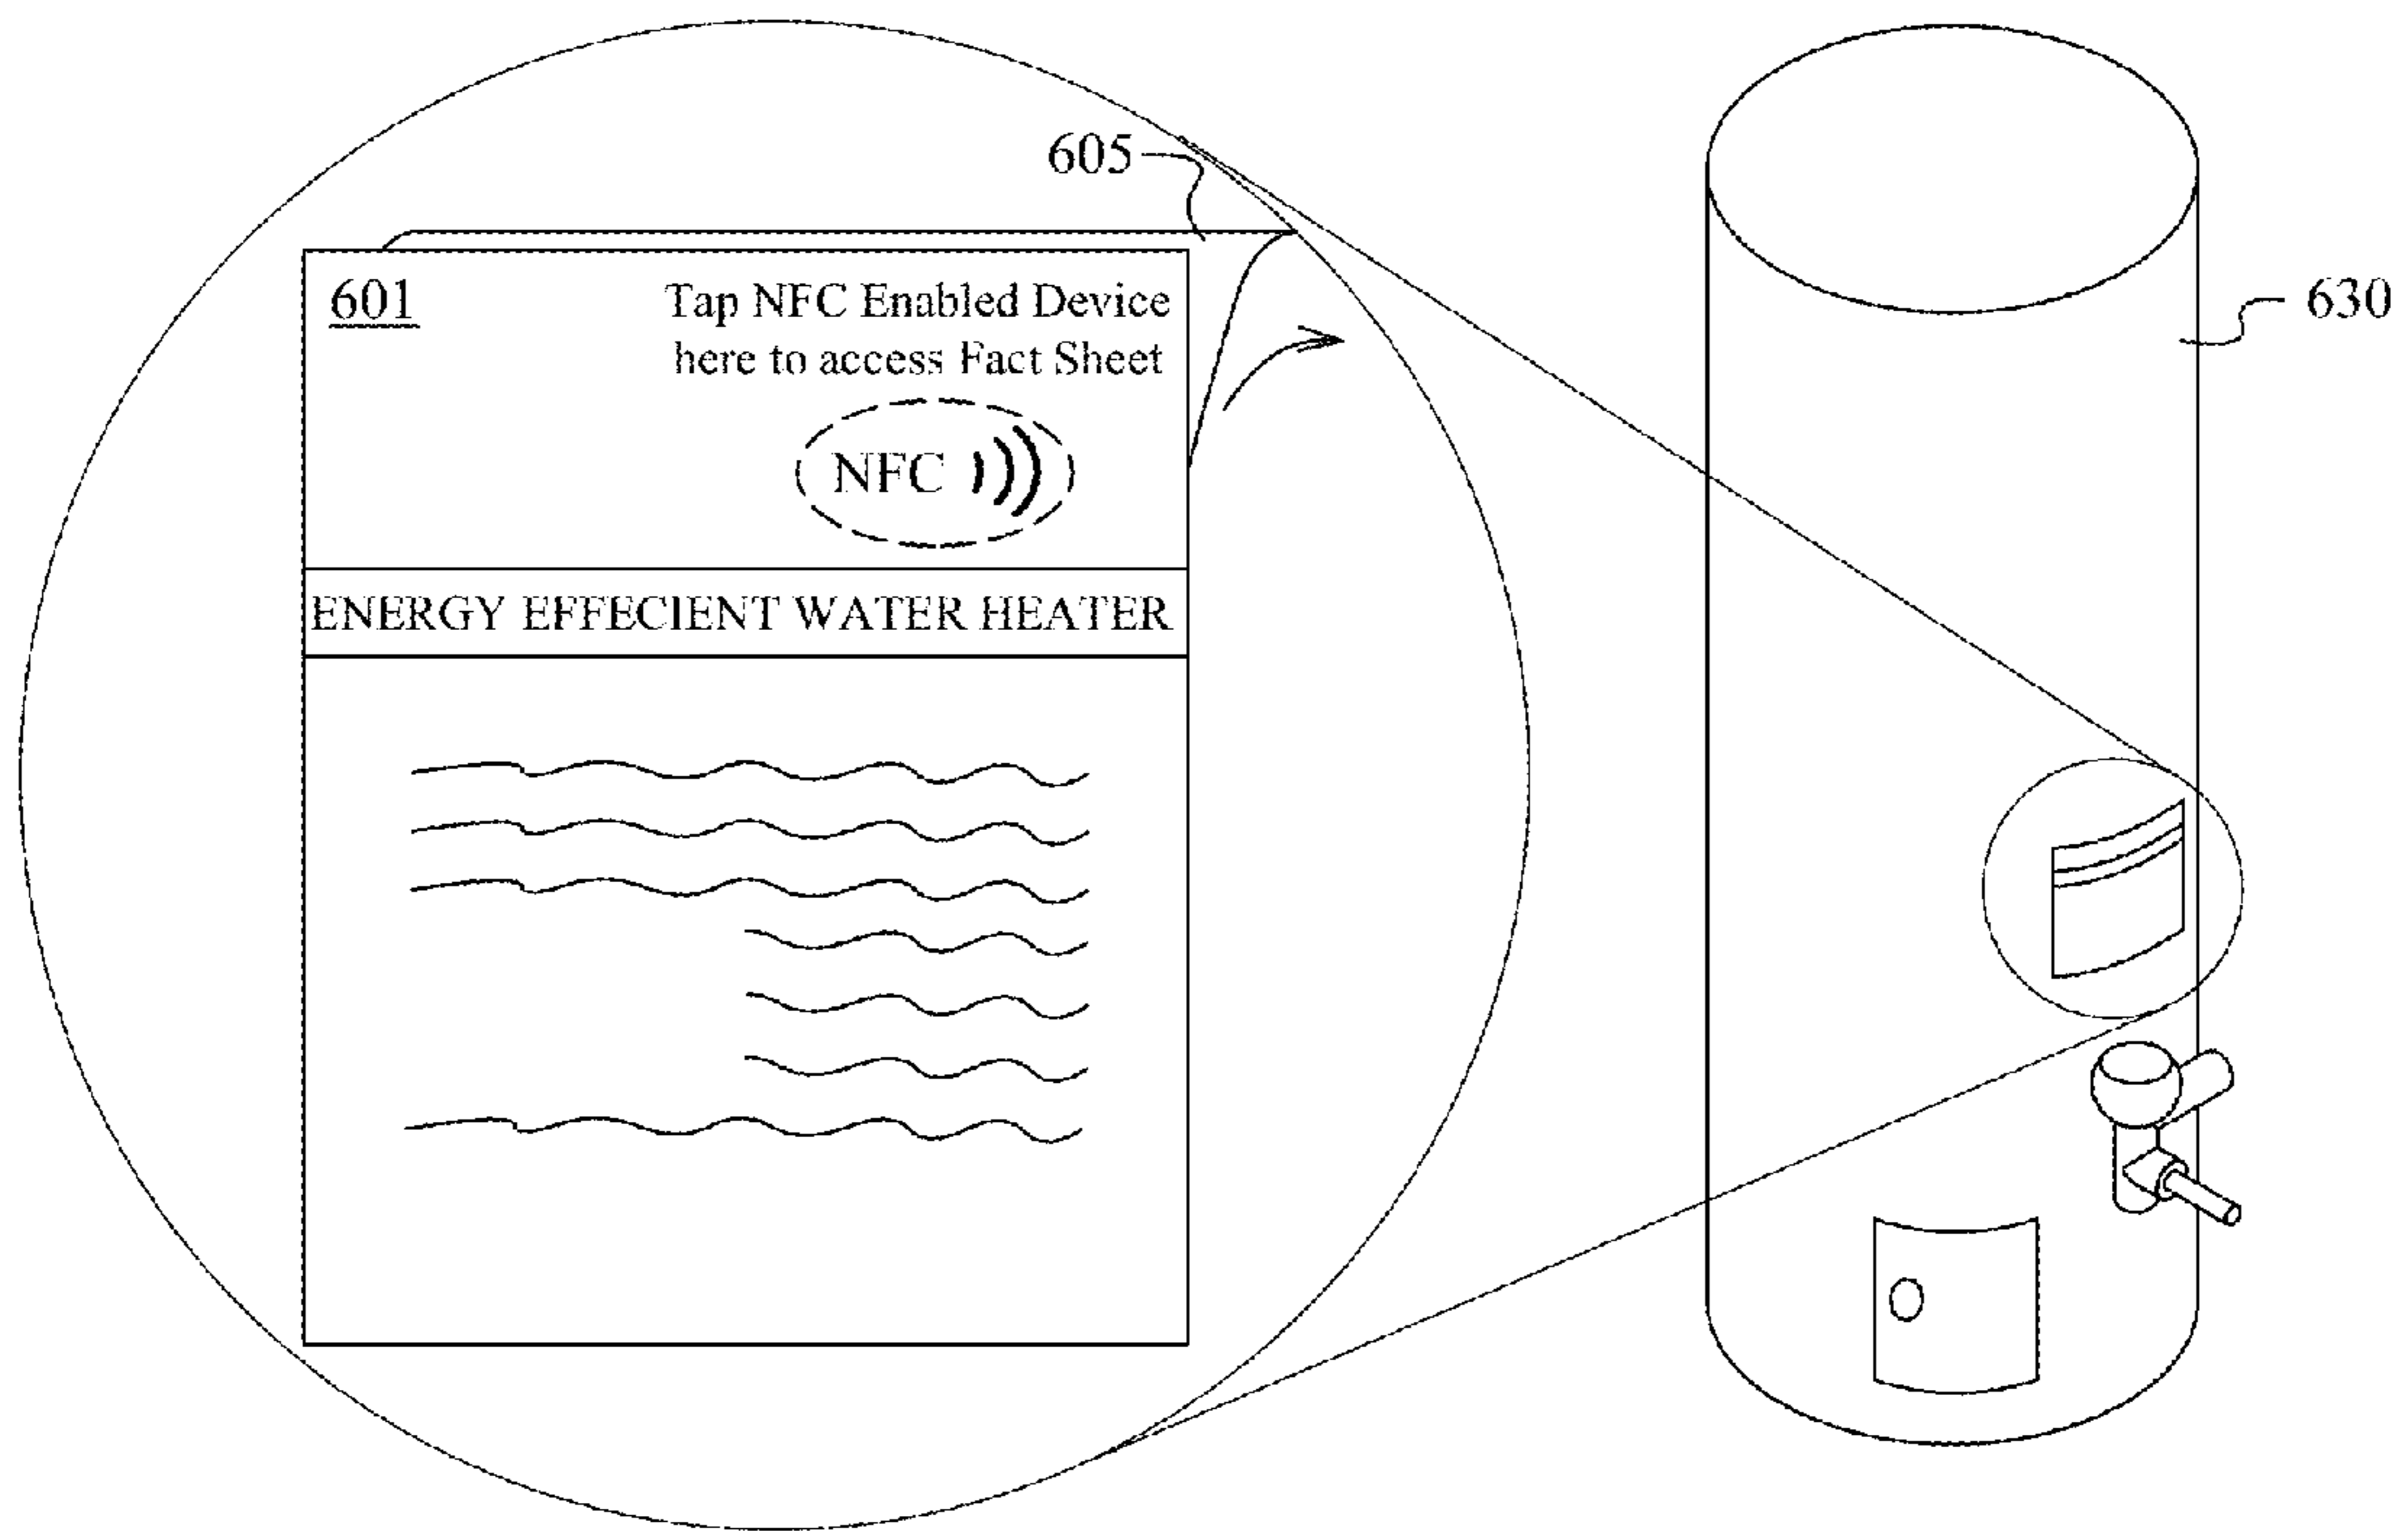 605
601
Tap NFC Enabled Device
here to access Fact Sheet
NFC
ENERGY EFFECIENT WATER HEATER
630